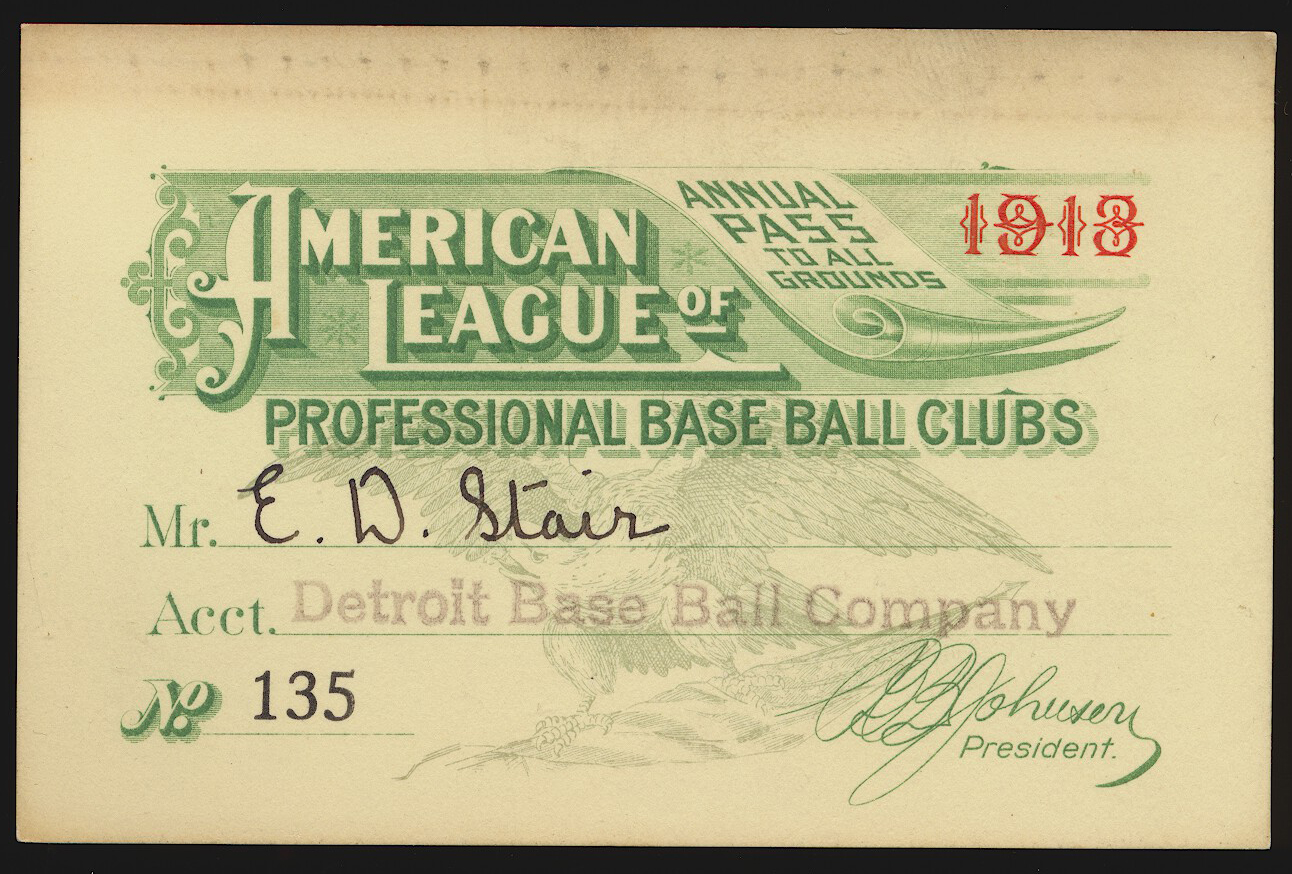 AMERICAN
LEAGUE OF
ANNUAL
PASS
TO ALL
GROUNDS
1913
PROFESSIONAL BASE BALL CLUBS
Mr. E. D. Stair
Acct. Detroit Base Ball Company
No. 135
B B Johnson
President.